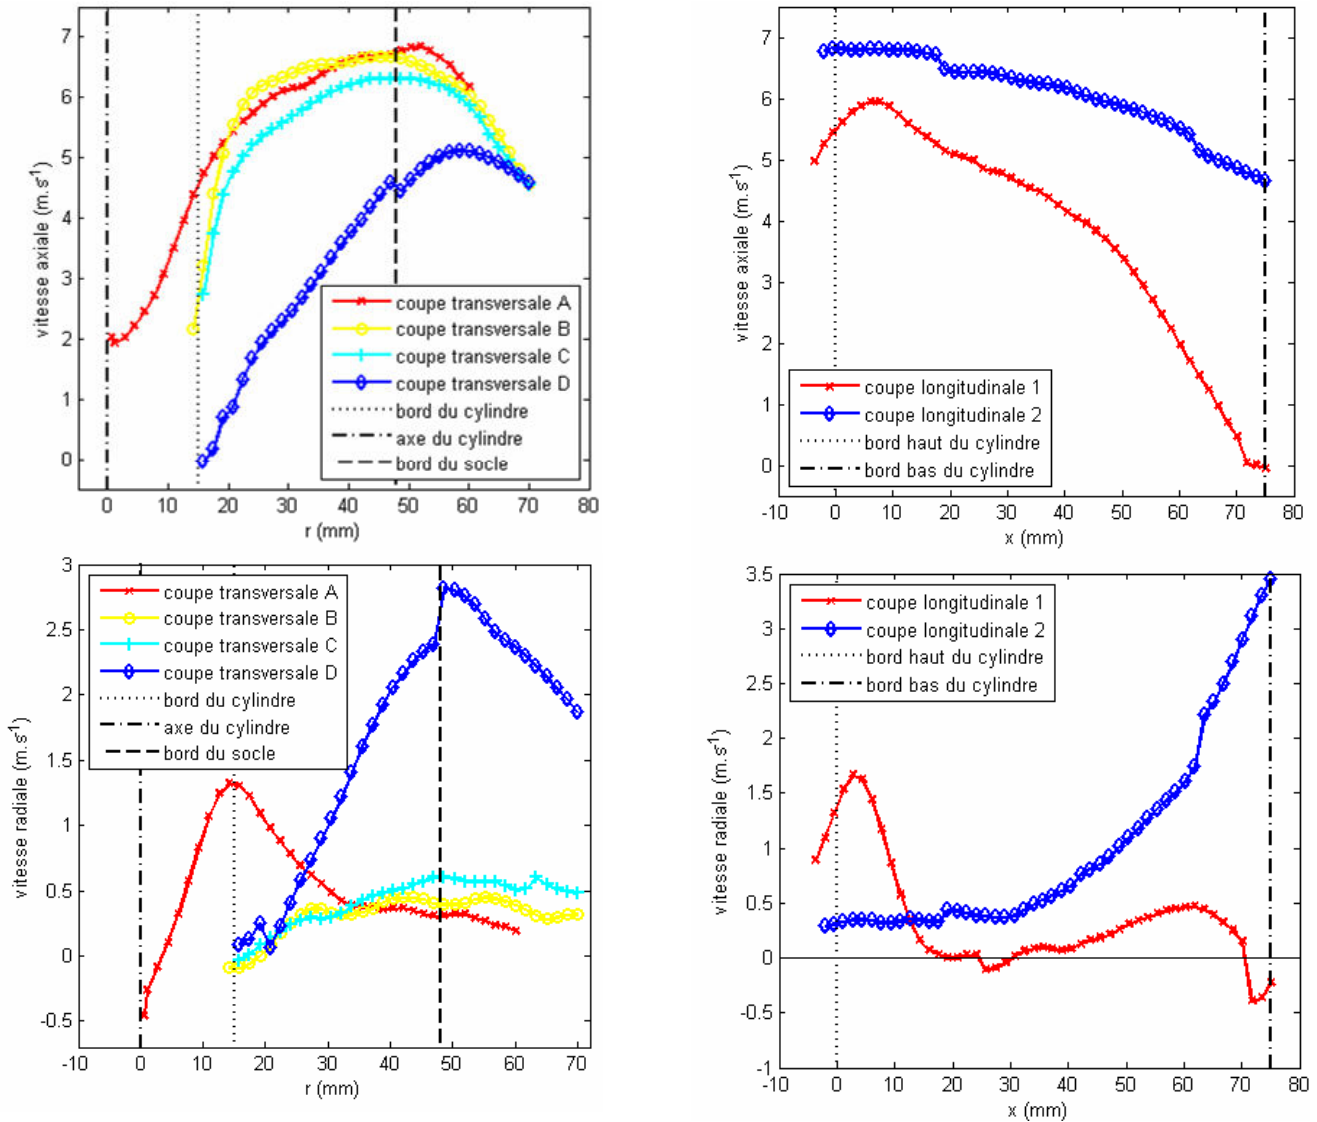 vitesse axiale (m.s-1)
7
6
5
4
3
2
1
0
coupe transversale A
coupe transversale B
coupe transversale C
coupe transversale D
bord du cylindre
axe du cylindre
bord du socle
0 10 20 30 40 50 60 70 80
r (mm)
vitesse axiale (m.s-1)
7
6
5
4
3
2
1
0
coupe longitudinale 1
coupe longitudinale 2
bord haut du cylindre
bord bas du cylindre
-10 0 10 20 30 40 50 60 70 80
x (mm)
vitesse radiale (m.s-1)
3
2.5
2
1.5
1
0.5
0
-0.5
coupe transversale A
coupe transversale B
coupe transversale C
coupe transversale D
bord du cylindre
axe du cylindre
bord du socle
-10 0 10 20 30 40 50 60 70
r (mm)
vitesse radiale (m.s-1)
3.5
3
2.5
2
1.5
1
0.5
0
-0.5
-1
coupe longitudinale 1
coupe longitudinale 2
bord haut du cylindre
bord bas du cylindre
-10 0 10 20 30 40 50 60 70 80
x (mm)